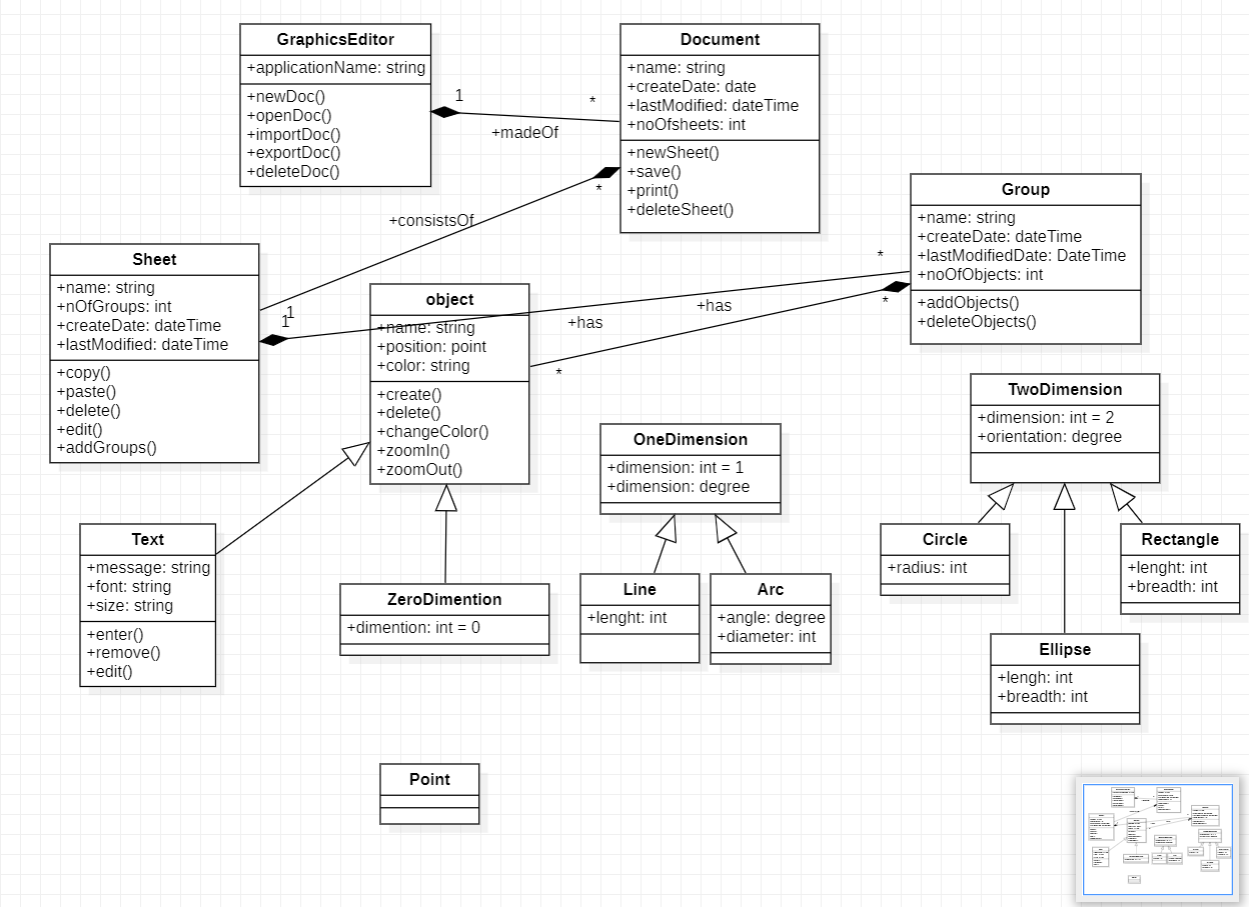 GraphicsEditor
+applicationName: string
+newDoc()
+openDoc()
+importDoc()
+exportDoc()
+deleteDoc()
1
*
+madeOf
Document
+name: string
+createDate: date
+lastModified: dateTime
+noOfsheets: int
+newSheet()
+save()
+print()
+deleteSheet()
*
+consistsOf
1
Group
+name: string
+createDate: dateTime
+lastModifiedDate: DateTime
+noOfObjects: int
+addObjects()
+deleteObjects()
*
*
+has
+has
1
*
Sheet
+name: string
+nOfGroups: int
+createDate: dateTime
+lastModified: dateTime
+copy()
+paste()
+delete()
+edit()
+addGroups()
object
+name: string
+position: point
+color: string
+create()
+delete()
+changeColor()
+zoomIn()
+zoomOut()
TwoDimension
+dimension: int = 2
+orientation: degree
OneDimension
+dimension: int = 1
+dimension: degree
Text
+message: string
+font: string
+size: string
+enter()
+remove()
+edit()
ZeroDimention
+dimention: int = 0
Line
+lenght: int
Arc
+angle: degree
+diameter: int
Circle
+radius: int
Rectangle
+lenght: int
+breadth: int
Ellipse
+lengh: int
+breadth: int
Point